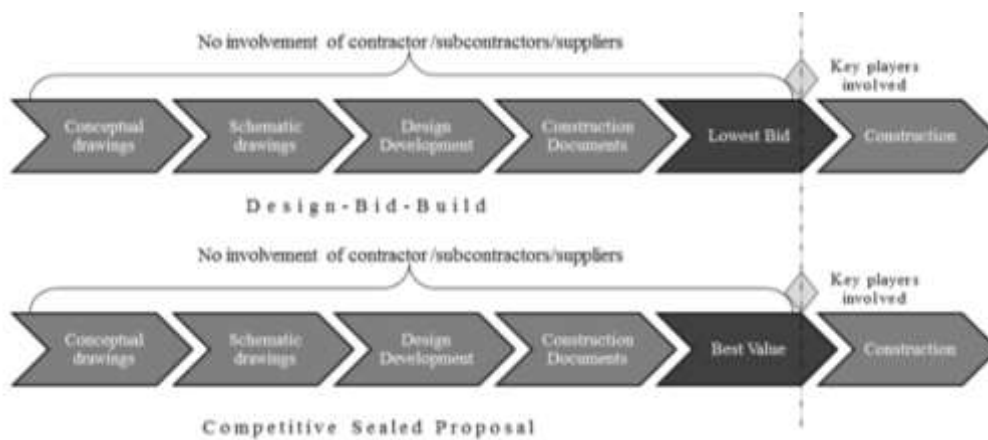 No involvement of contractor/subcontractors/suppliers
Key players
involved
Conceptual
drawings
Schematic
drawings
Design
Development
Construction
Documents
Lowest Bid
Construction
Design-Bid-Build
No involvement of contractor/subcontractors/suppliers
Key players
involved
Conceptual
drawings
Schematic
drawings
Design
Development
Construction
Documents
Best Value
Construction
Competitive Sealed Proposal